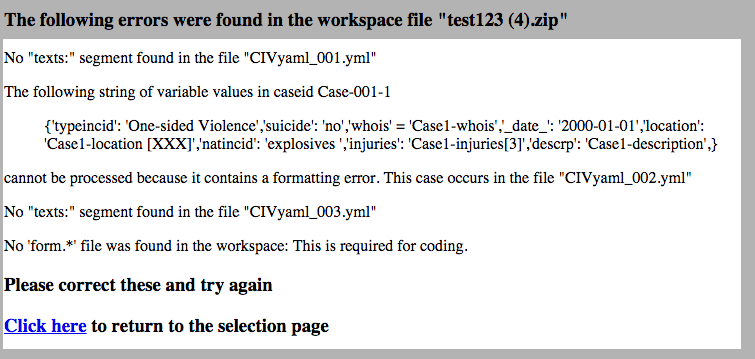 The following errors were found in the workspace file "test123 (4).zip"
No "texts:" segment found in the file "CIVyaml_001.yml"
The following string of variable values in caseid Case-001-1
{'typeincid': 'One-sided Violence','suicide': 'no','whois' = 'Case1-whois','_date_': '2000-01-01','location':
'Case1-location [XXX]','natincid': 'explosives ','injuries': 'Case1-injuries[3]','descrp': 'Case1-description',}
cannot be processed because it contains a formatting error. This case occurs in the file "CIVyaml_002.yml"
No "texts:" segment found in the file "CIVyaml_003.yml"
No 'form.*' file was found in the workspace: This is required for coding.
Please correct these and try again
Click here to return to the selection page